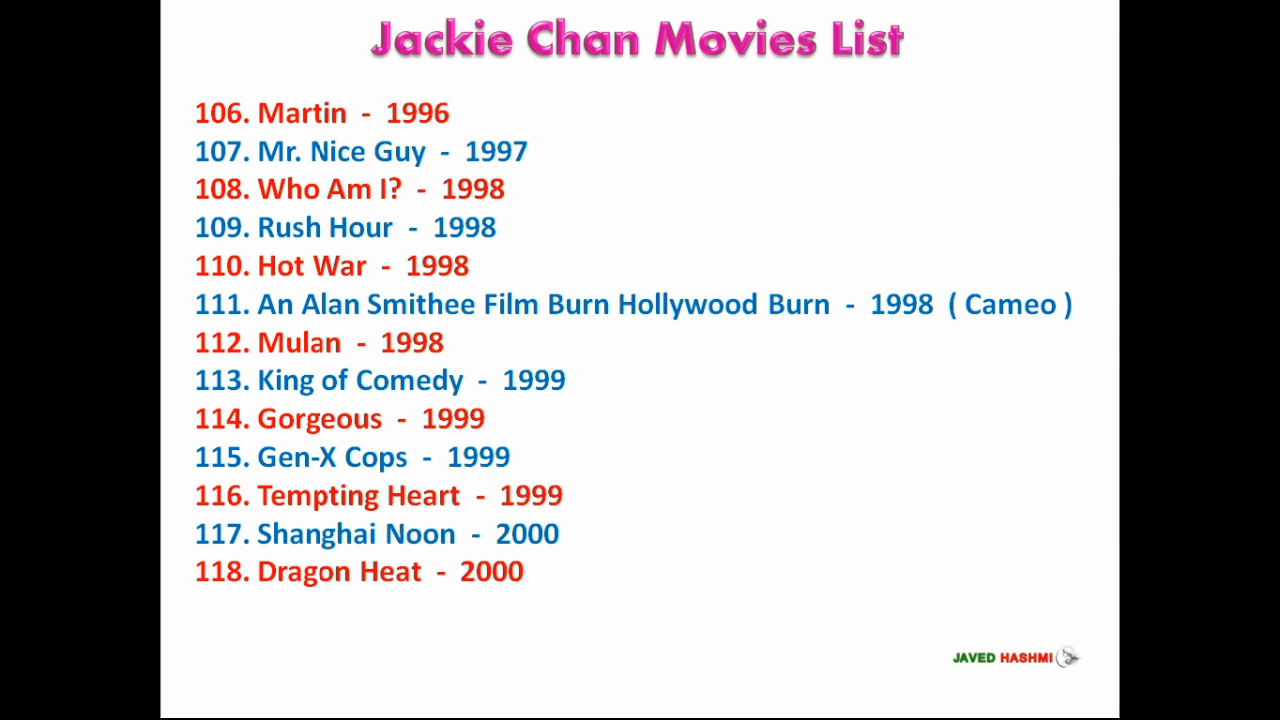 Jackie Chan Movies List
106. Martin - 1996
107. Mr. Nice Guy - 1997
108. Who Am I? - 1998
109. Rush Hour - 1998
110. Hot War - 1998
111. An Alan Smithee Film Burn Hollywood Burn - 1998 ( Cameo )
112. Mulan - 1998
113. King of Comedy - 1999
114. Gorgeous - 1999
115. Gen-X Cops - 1999
116. Tempting Heart - 1999
117. Shanghai Noon - 2000
118. Dragon Heat - 2000
JAVED HASHMI